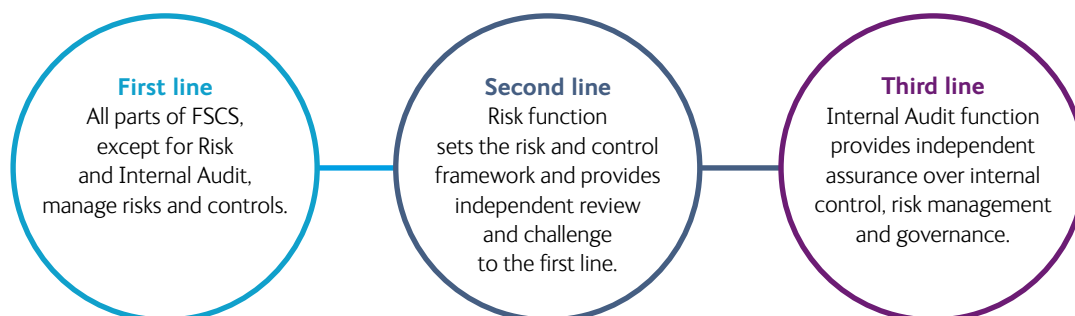 First line
All parts of FSCS,
except for Risk
and Internal Audit,
manage risks and controls.
Second line
Risk function
sets the risk and control
framework and provides
independent review
and challenge
to the first line.
Third line
Internal Audit function
provides independent
assurance over internal
control, risk management
and governance.